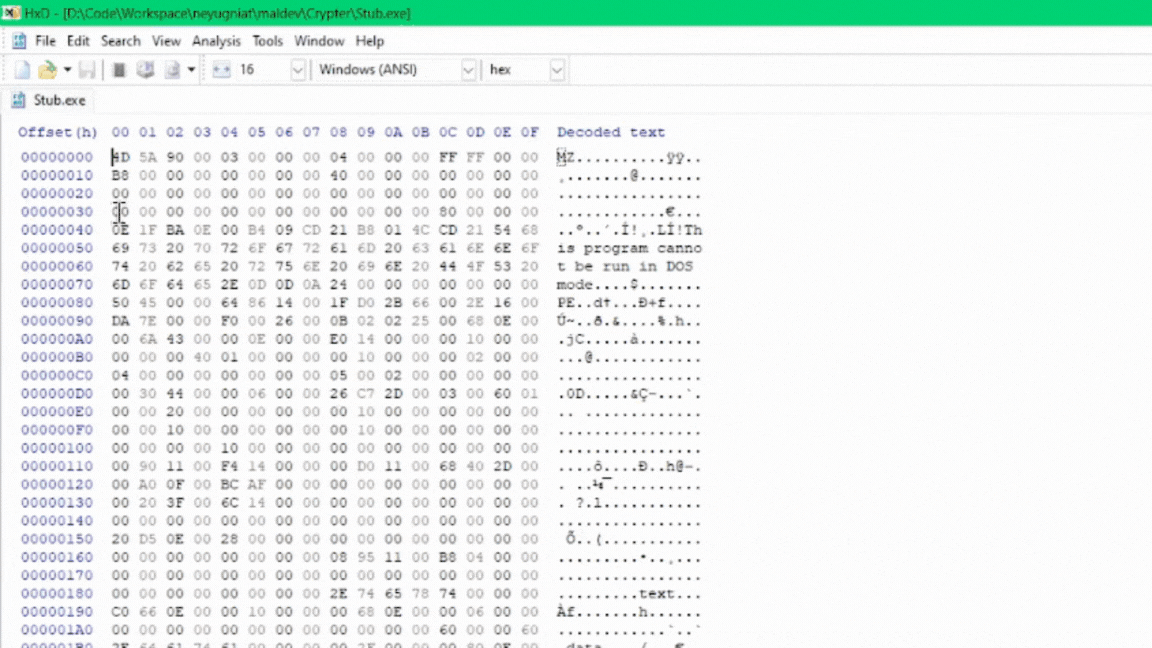 HxD - [D:\Code\Workspace\neyugniat\maldev\Crypter\Stub.exe]
File Edit Search View Analysis Tools Window Help
16 Windows (ANSI) hex
Stub.exe
Offset(h) 00 01 02 03 04 05 06 07 08 09 0A 0B 0C 0D 0E 0F Decoded text
00000000 4D 5A 90 00 03 00 00 00 04 00 00 00 FF FF 00 00 MZ..........ÿÿ..
00000010 B8 00 00 00 00 00 00 00 40 00 00 00 00 00 00 00 ¸.......@.......
00000020 00 00 00 00 00 00 00 00 00 00 00 00 00 00 00 00 ................
00000030 00 00 00 00 00 00 00 00 00 00 00 00 80 00 00 00 ............€...
00000040 0E 1F BA 0E 00 B4 09 CD 21 B8 01 4C CD 21 54 68 ..º..´.Í!¸.LÍ!Th
00000050 69 73 20 70 72 6F 67 72 61 6D 20 63 61 6E 6E 6F is program canno
00000060 74 20 62 65 20 72 75 6E 20 69 6E 20 44 4F 53 20 t be run in DOS
00000070 6D 6F 64 65 2E 0D 0D 0A 24 00 00 00 00 00 00 00 mode....$.......
00000080 50 45 00 00 64 86 14 00 1F D0 2B 66 00 2E 16 00 PE..d†...Ð+f....
00000090 DA 7E 00 00 F0 00 26 00 0B 02 02 25 00 68 0E 00 Ú~..ð.&....%.h..
000000A0 00 6A 43 00 00 0E 00 00 E0 14 00 00 00 10 00 00 .jC.....à.......
000000B0 00 00 00 40 01 00 00 00 00 10 00 00 00 02 00 00 ...@............
000000C0 04 00 00 00 00 00 00 00 05 00 02 00 00 00 00 00 ................
000000D0 00 30 44 00 00 06 00 00 26 C7 2D 00 03 00 60 01 .0D.....&Ç-...`.
000000E0 00 00 20 00 00 00 00 00 00 10 00 00 00 00 00 00 .. .............
000000F0 00 00 10 00 00 00 00 00 00 10 00 00 00 00 00 00 ................
00000100 00 00 00 00 10 00 00 00 00 00 00 00 00 00 00 00 ................
00000110 00 90 11 00 F4 14 00 00 00 D0 11 00 68 40 2D 00 ....ô....Ð..h@-.
00000120 00 A0 0F 00 BC AF 00 00 00 00 00 00 00 00 00 00 . ..¼¯..........
00000130 00 20 3F 00 6C 14 00 00 00 00 00 00 00 00 00 00 . ?.l...........
00000140 00 00 00 00 00 00 00 00 00 00 00 00 00 00 00 00 ................
00000150 20 D5 0E 00 28 00 00 00 00 00 00 00 00 00 00 00 Õ..(...........
00000160 00 00 00 00 00 00 00 00 08 95 11 00 B8 04 00 00 .........•..¸...
00000170 00 00 00 00 00 00 00 00 00 00 00 00 00 00 00 00 ................
00000180 00 00 00 00 00 00 00 00 2E 74 65 78 74 00 00 00 .........text...
00000190 C0 66 0E 00 00 10 00 00 00 68 0E 00 00 06 00 00 Àf.......h......
000001A0 00 00 00 00 00 00 00 00 00 00 00 00 60 00 00 60 ............`..`